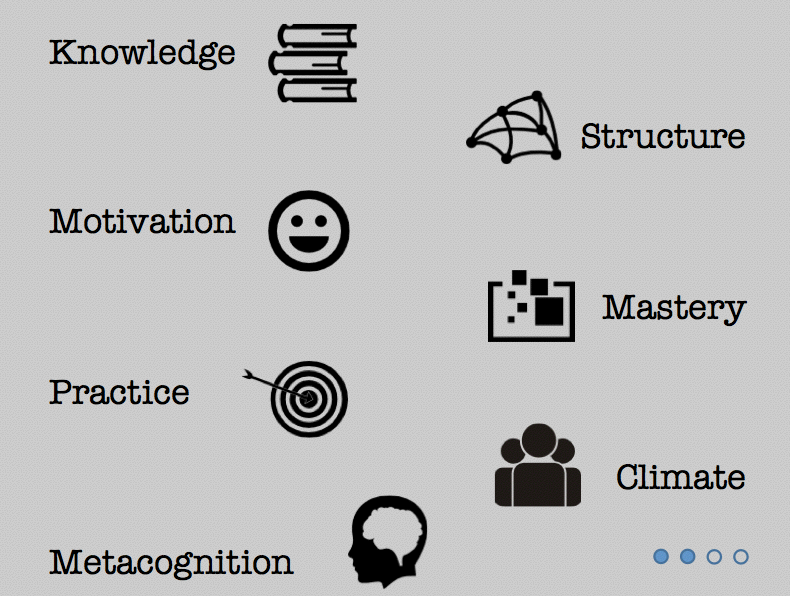 Knowledge
Structure
Motivation
Mastery
Practice
Climate
Metacognition